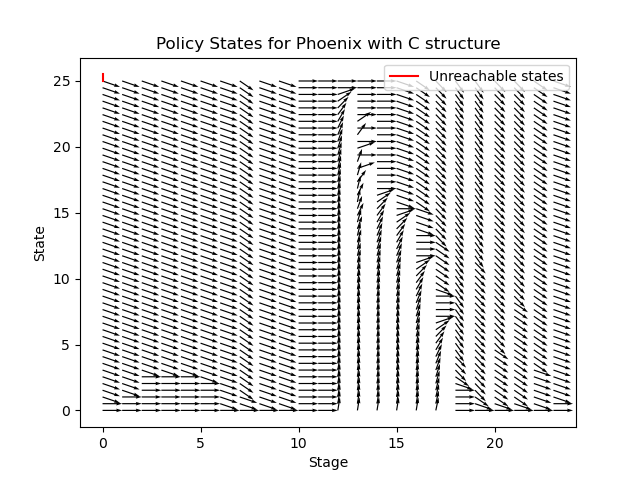 Policy States for Phoenix with C structure
Unreachable states
State
25
20
15
10
5
0
0 5 10 15 20
Stage